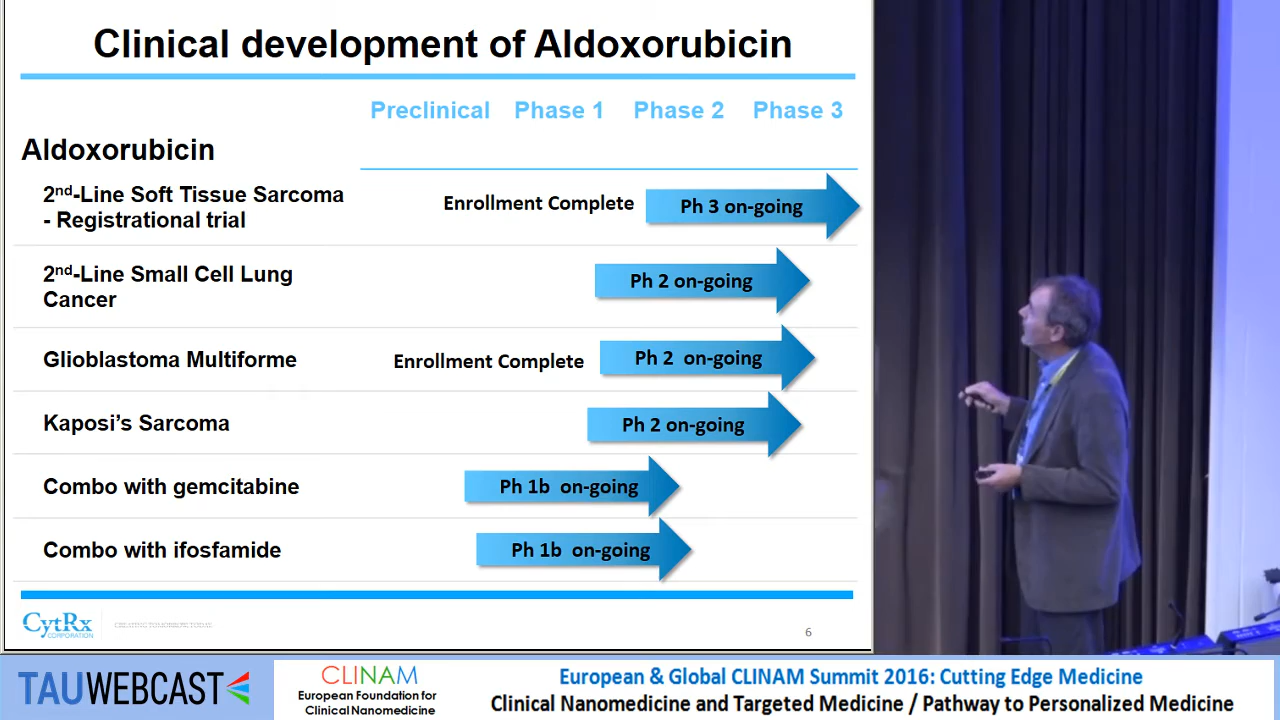 Clinical development of Aldoxorubicin
Preclinical Phase 1 Phase 2 Phase 3
Aldoxorubicin
2nd-Line Soft Tissue Sarcoma
- Registrational trial
Enrollment Complete
Ph 3 on-going
2nd-Line Small Cell Lung
Cancer
Ph 2 on-going
Glioblastoma Multiforme
Enrollment Complete
Ph 2 on-going
Kaposi’s Sarcoma
Ph 2 on-going
Combo with gemcitabine
Ph 1b on-going
Combo with ifosfamide
Ph 1b on-going
CytRx
CORPORATION
CREATING TOMORROW TODAY
6
TAUWEBCAST
CLINAM
European Foundation for
Clinical Nanomedicine
European & Global CLINAM Summit 2016: Cutting Edge Medicine
Clinical Nanomedicine and Targeted Medicine / Pathway to Personalized Medicine